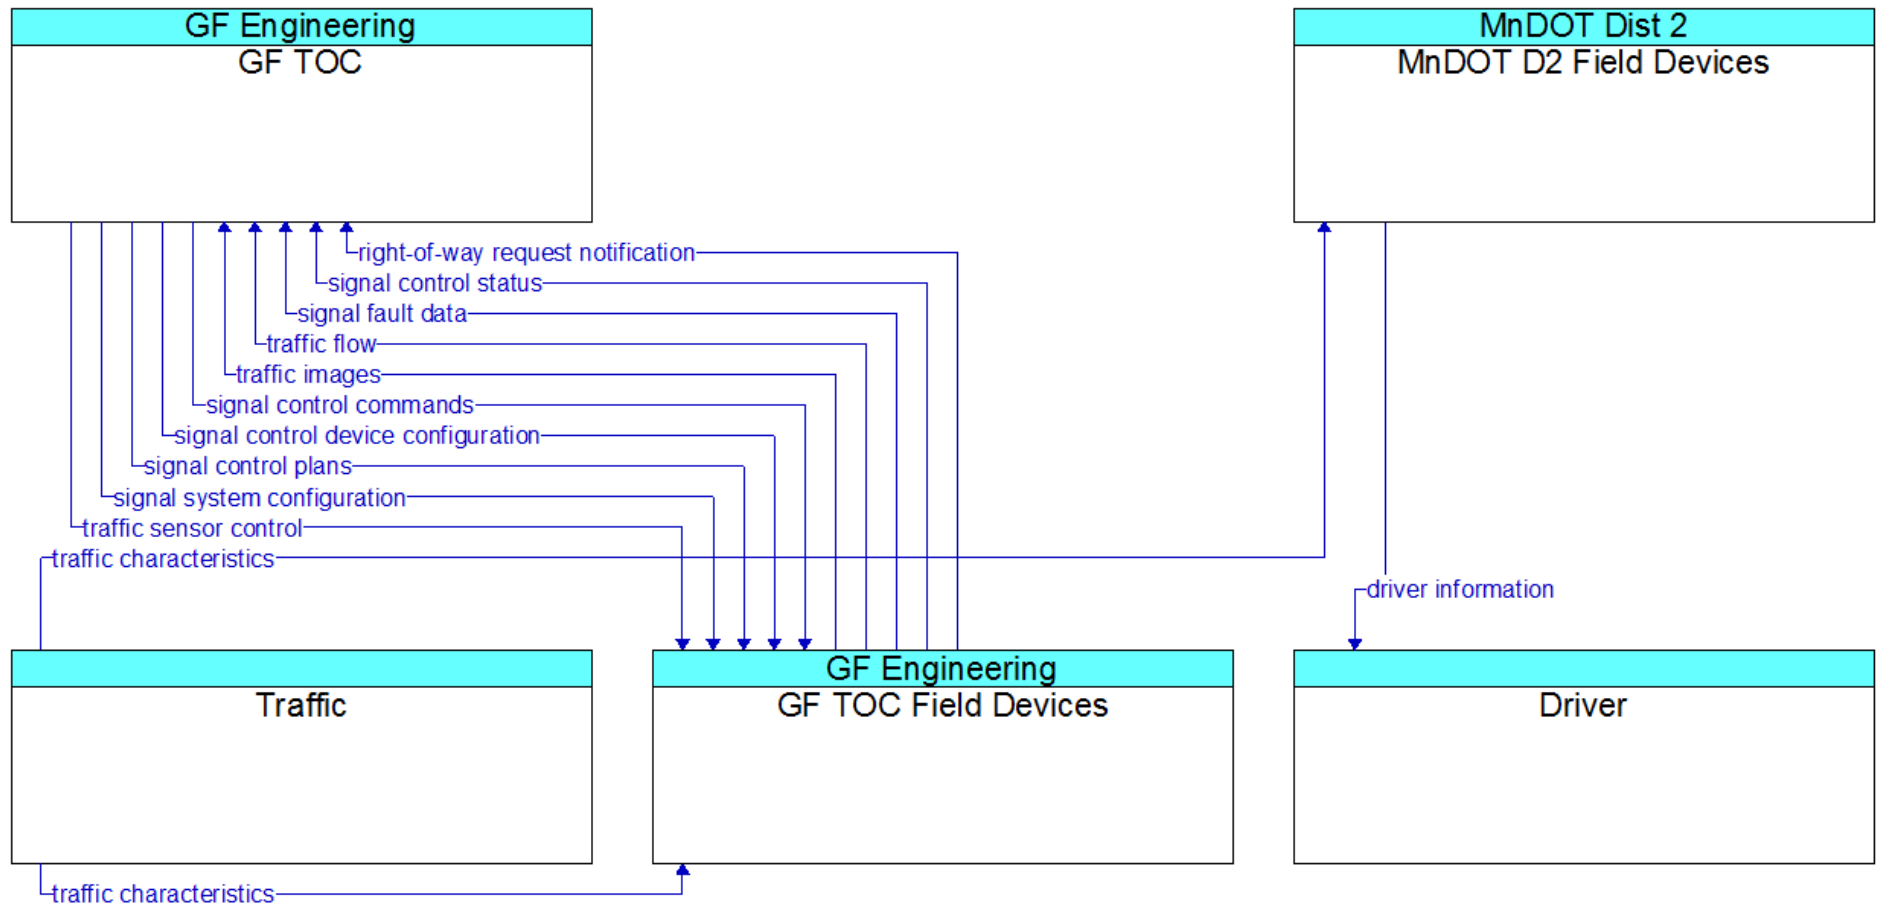 GF Engineering
GF TOC
MnDOT Dist 2
MnDOT D2 Field Devices
right-of-way request notification
signal control status
signal fault data
traffic flow
traffic images
signal control commands
signal control device configuration
signal control plans
signal system configuration
traffic sensor control
traffic characteristics
driver information
Traffic
GF Engineering
GF TOC Field Devices
Driver
traffic characteristics